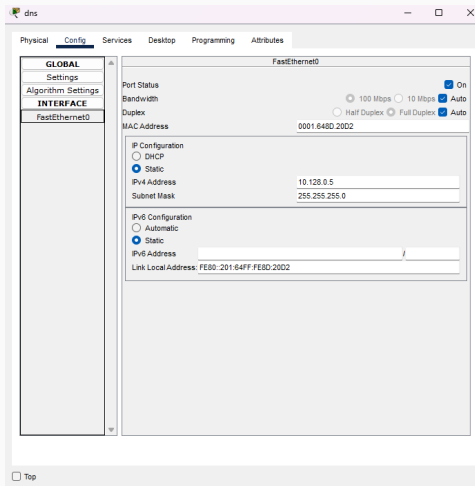 dns
Physical Config Services Desktop Programming Attributes
GLOBAL
Settings
Algorithm Settings
INTERFACE
FastEthernet0
FastEthernet0
Port Status On
Bandwidth 100 Mbps 10 Mbps Auto
Duplex Half Duplex Full Duplex Auto
MAC Address 0001.648D.20D2
IP Configuration
DHCP
Static
IPv4 Address 10.128.0.5
Subnet Mask 255.255.255.0
IPv6 Configuration
Automatic
Static
IPv6 Address /
Link Local Address: FE80::201:64FF:FE8D:20D2
Top